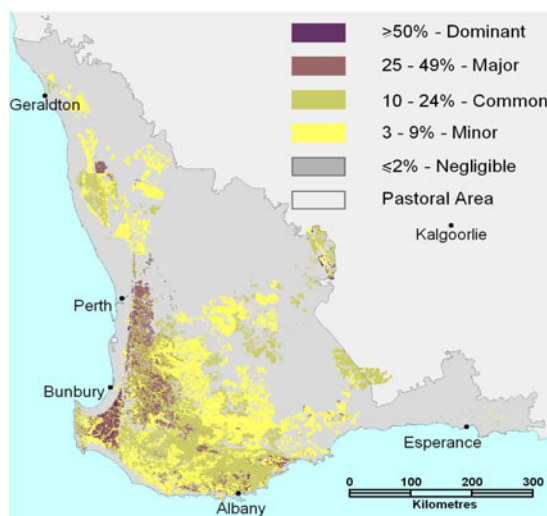 ≥50% - Dominant
25 - 49% - Major
10 - 24% - Common
3 - 9% - Minor
≤2% - Negligible
Pastoral Area
Geraldton
Kalgoorlie
Perth
Bunbury
Esperance
Albany
0 100 200 300
Kilometres